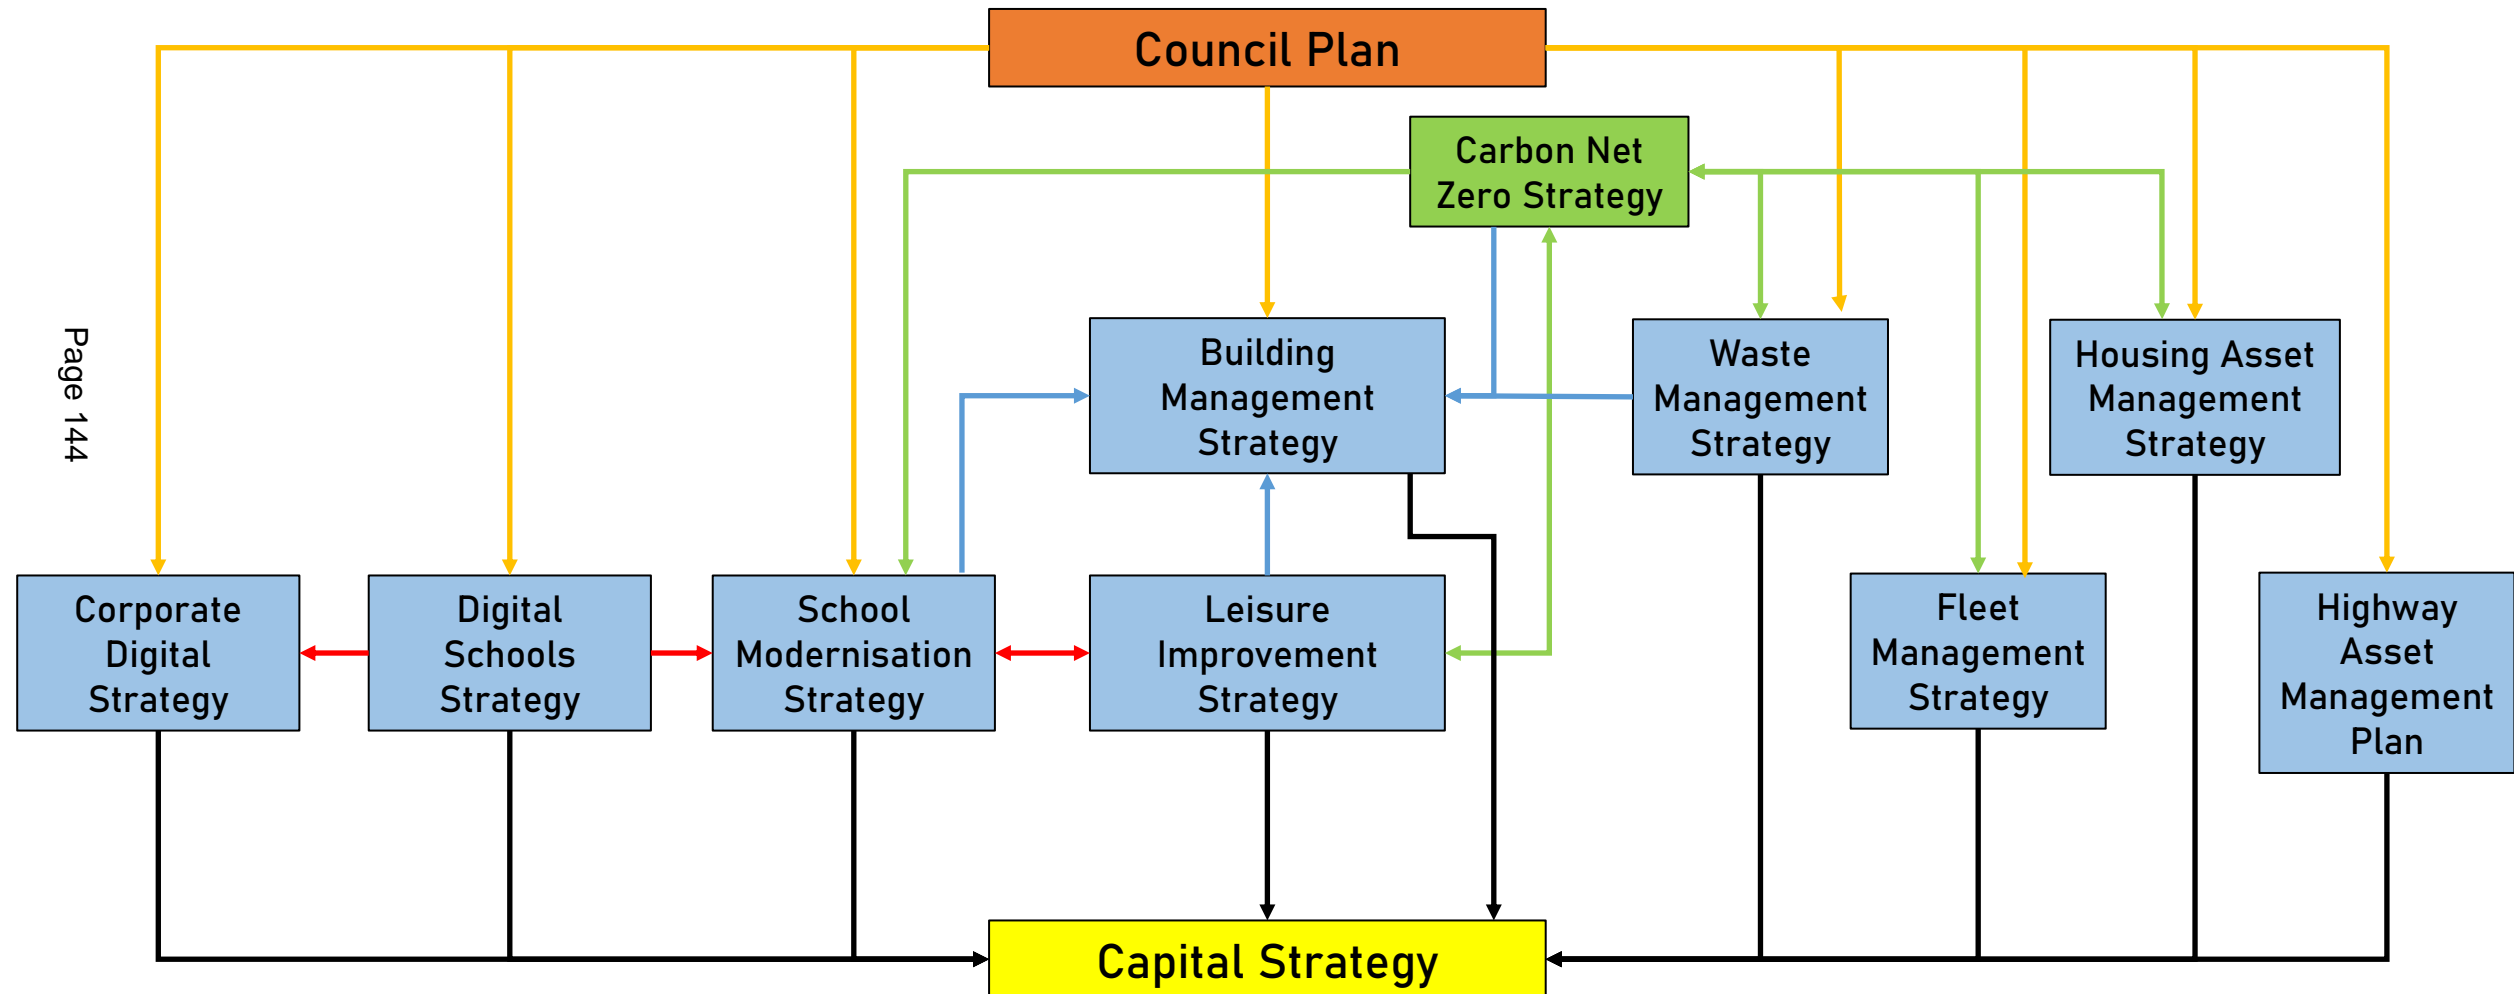 Council Plan
Carbon Net
Zero Strategy
Building
Management
Strategy
Waste
Management
Strategy
Housing Asset
Management
Strategy
Page 144
Corporate
Digital
Strategy
Digital
Schools
Strategy
School
Modernisation
Strategy
Leisure
Improvement
Strategy
Fleet
Management
Strategy
Highway
Asset
Management
Plan
Capital Strategy